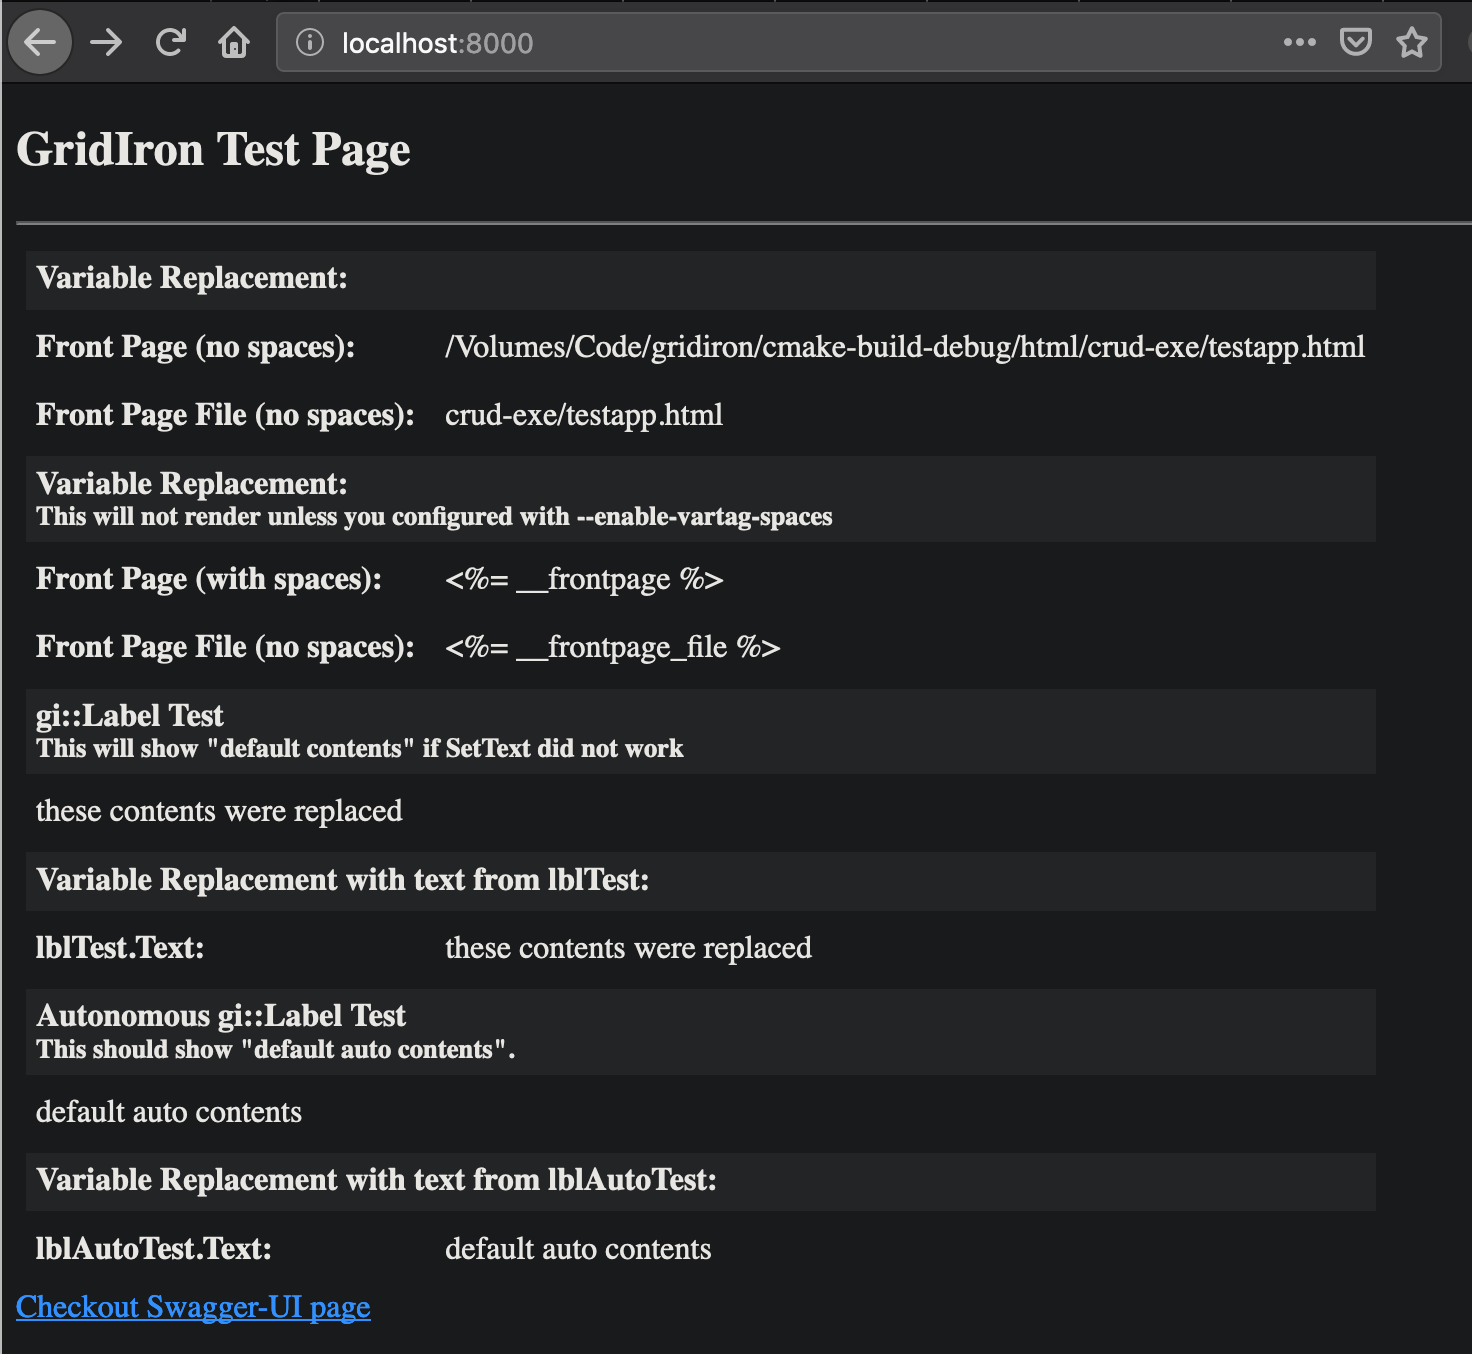 localhost:8000
GridIron Test Page
Variable Replacement:
Front Page (no spaces): /Volumes/Code/gridiron/cmake-build-debug/html/crud-exe/testapp.html
Front Page File (no spaces): crud-exe/testapp.html
Variable Replacement:
This will not render unless you configured with --enable-vartag-spaces
Front Page (with spaces): <%= __frontpage %>
Front Page File (no spaces): <%= __frontpage_file %>
gi::Label Test
This will show "default contents" if SetText did not work
these contents were replaced
Variable Replacement with text from lblTest:
lblTest.Text: these contents were replaced
Autonomous gi::Label Test
This should show "default auto contents".
default auto contents
Variable Replacement with text from lblAutoTest:
lblAutoTest.Text: default auto contents
Checkout Swagger-UI page